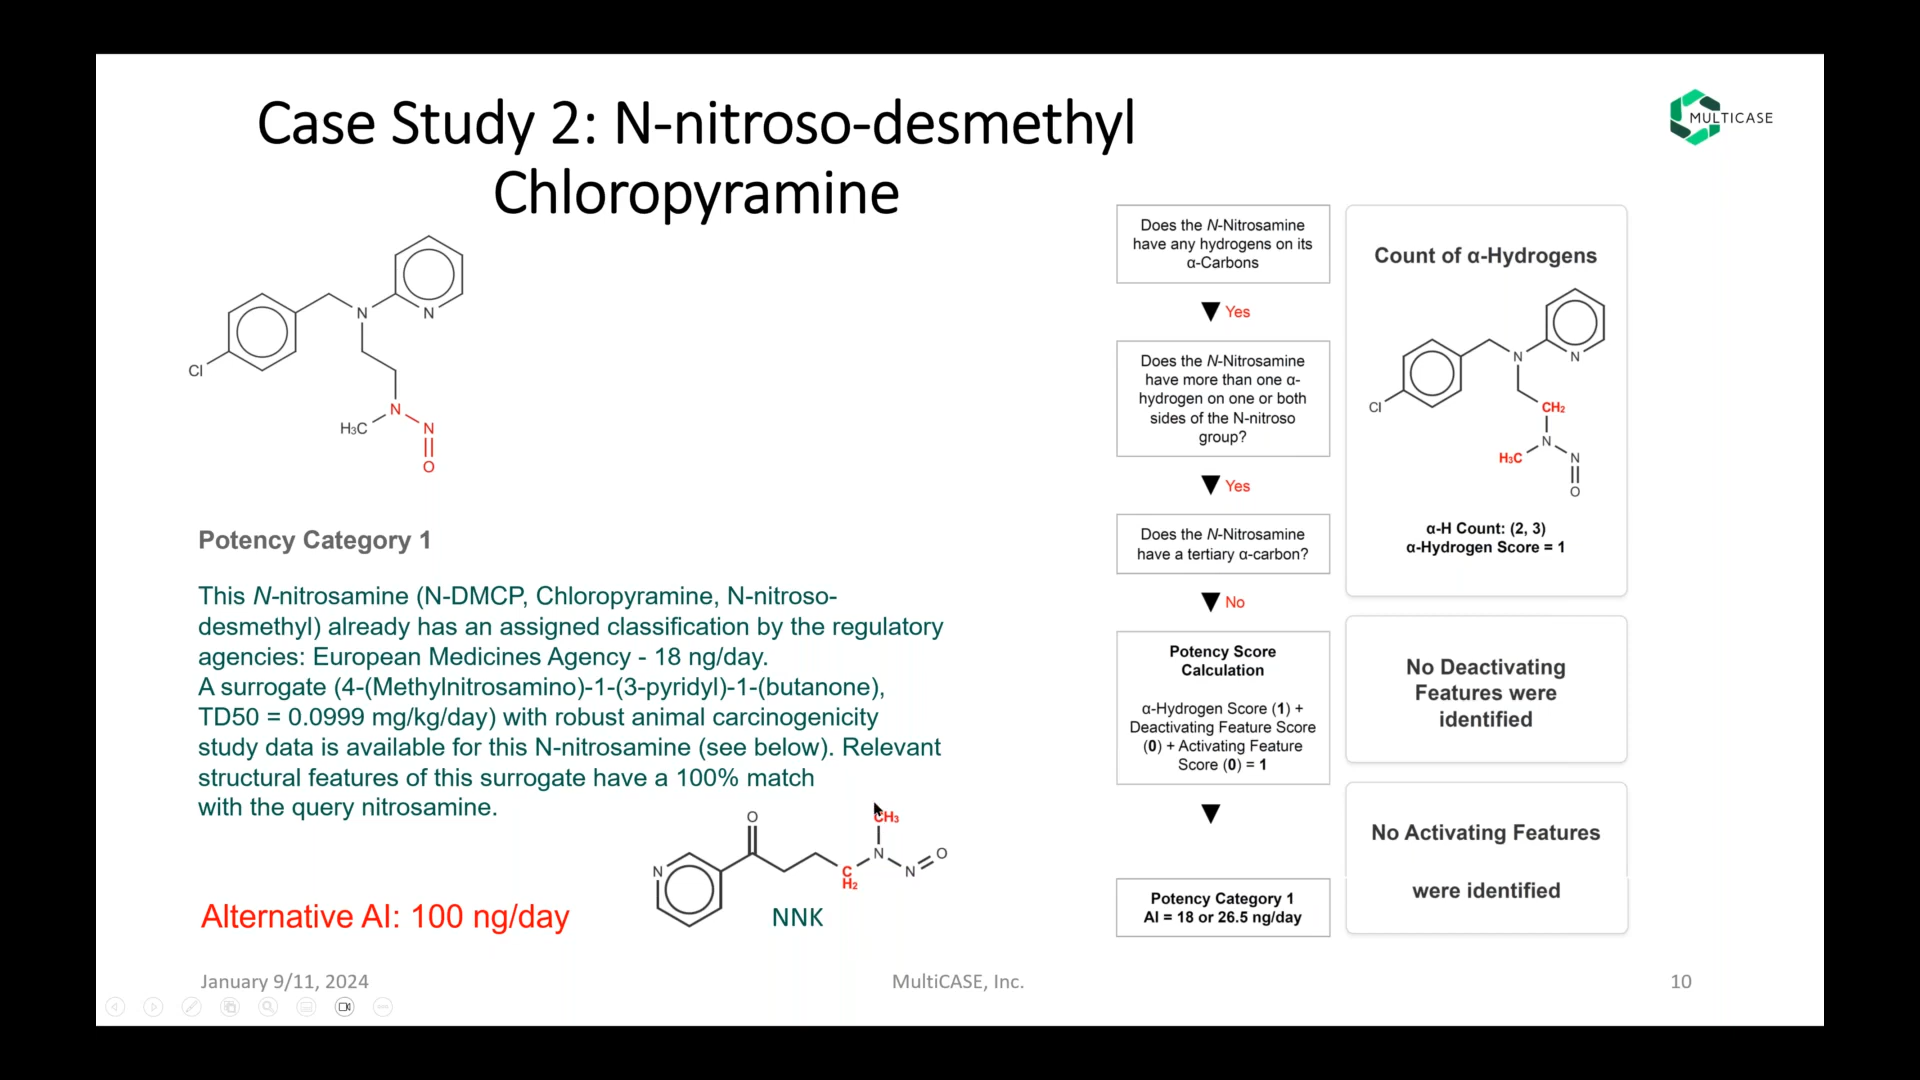 Case Study 2: N-nitroso-desmethyl
Chloropyramine
MULTICASE
N
N
Cl
N
H₃C
N
O
Potency Category 1
This N-nitrosamine (N-DMCP, Chloropyramine, N-nitroso-
desmethyl) already has an assigned classification by the regulatory
agencies: European Medicines Agency - 18 ng/day.
A surrogate (4-(Methylnitrosamino)-1-(3-pyridyl)-1-(butanone),
TD50 = 0.0999 mg/kg/day) with robust animal carcinogenicity
study data is available for this N-nitrosamine (see below). Relevant
structural features of this surrogate have a 100% match
with the query nitrosamine.
O
CH₃
N
O
N
C
H₂
N
N
NNK
Alternative AI: 100 ng/day
Does the N-Nitrosamine
have any hydrogens on its
α-Carbons
Yes
Does the N-Nitrosamine
have more than one α-
hydrogen on one or both
sides of the N-nitroso
group?
Yes
Does the N-Nitrosamine
have a tertiary α-carbon?
No
Potency Score
Calculation
α-Hydrogen Score (1) +
Deactivating Feature Score
(0) + Activating Feature
Score (0) = 1
Potency Category 1
AI = 18 or 26.5 ng/day
Count of α-Hydrogens
N
N
Cl
CH₂
N
H₃C
N
O
α-H Count: (2, 3)
α-Hydrogen Score = 1
No Deactivating
Features were
identified
No Activating Features
were identified
January 9/11, 2024
MultiCASE, Inc.
10